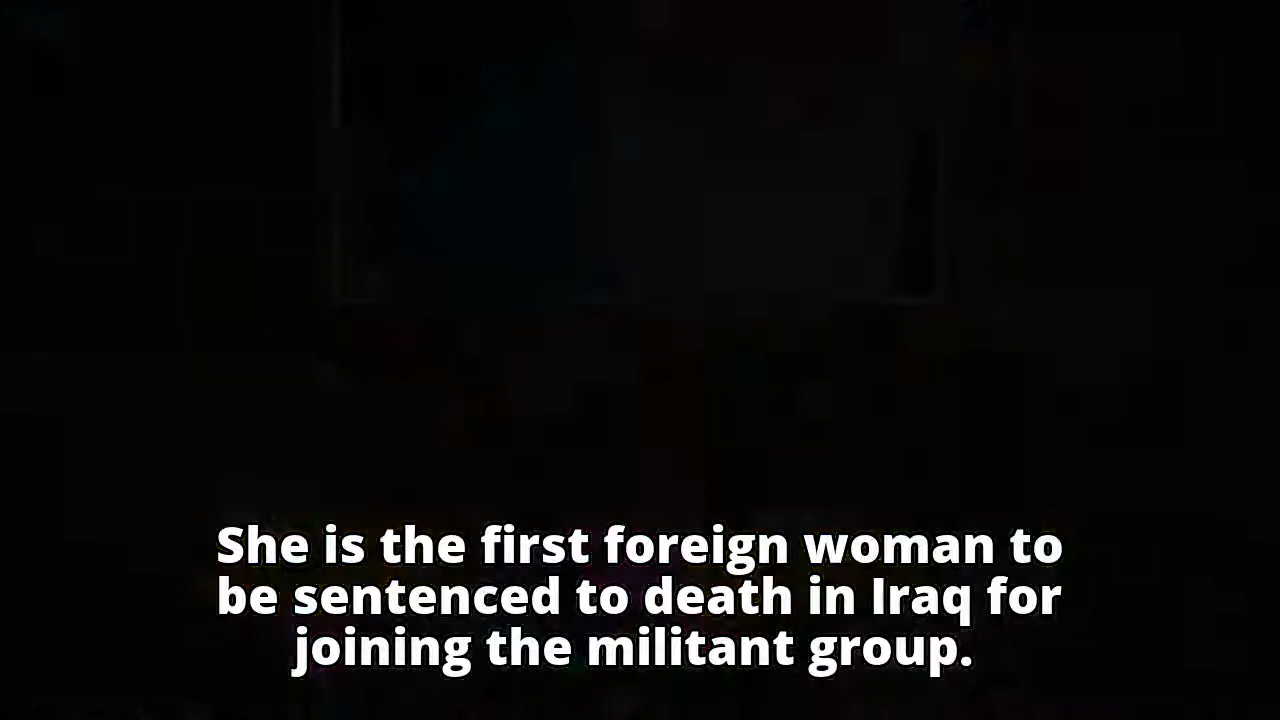 She is the first foreign woman to
be sentenced to death in Iraq for
joining the militant group.